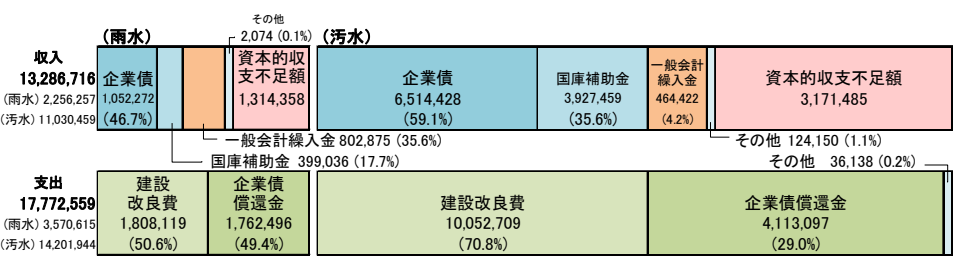 その他
2,074 (0.1%)
(雨水)
(汚水)
収入
13,286,716
(雨水) 2,256,257
(汚水) 11,030,459
企業債
1,052,272
(46.7%)
資本的収
支不足額
1,314,358
企業債
6,514,428
(59.1%)
国庫補助金
3,927,459
(35.6%)
一般会計
繰入金
464,422
(4.2%)
資本的収支不足額
3,171,485
一般会計繰入金 802,875 (35.6%)
その他 124,150 (1.1%)
国庫補助金 399,036 (17.7%)
その他 36,138 (0.2%)
支出
17,772,559
(雨水) 3,570,615
(汚水) 14,201,944
建設
改良費
1,808,119
(50.6%)
企業債
償還金
1,762,496
(49.4%)
建設改良費
10,052,709
(70.8%)
企業債償還金
4,113,097
(29.0%)